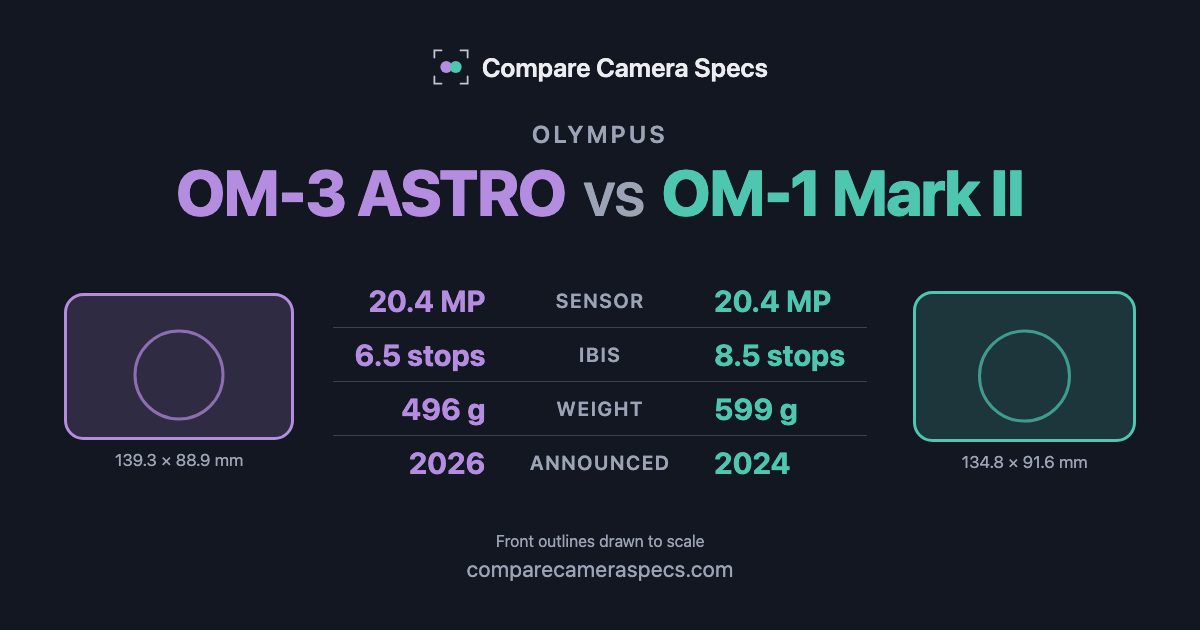 Compare Camera Specs
OLYMPUS
OM-3 ASTRO vs OM-1 Mark II
20.4 MP SENSOR 20.4 MP
6.5 stops IBIS 8.5 stops
496 g WEIGHT 599 g
2026 ANNOUNCED 2024
139.3 × 88.9 mm
134.8 × 91.6 mm
Front outlines drawn to scale
comparecameraspecs.com